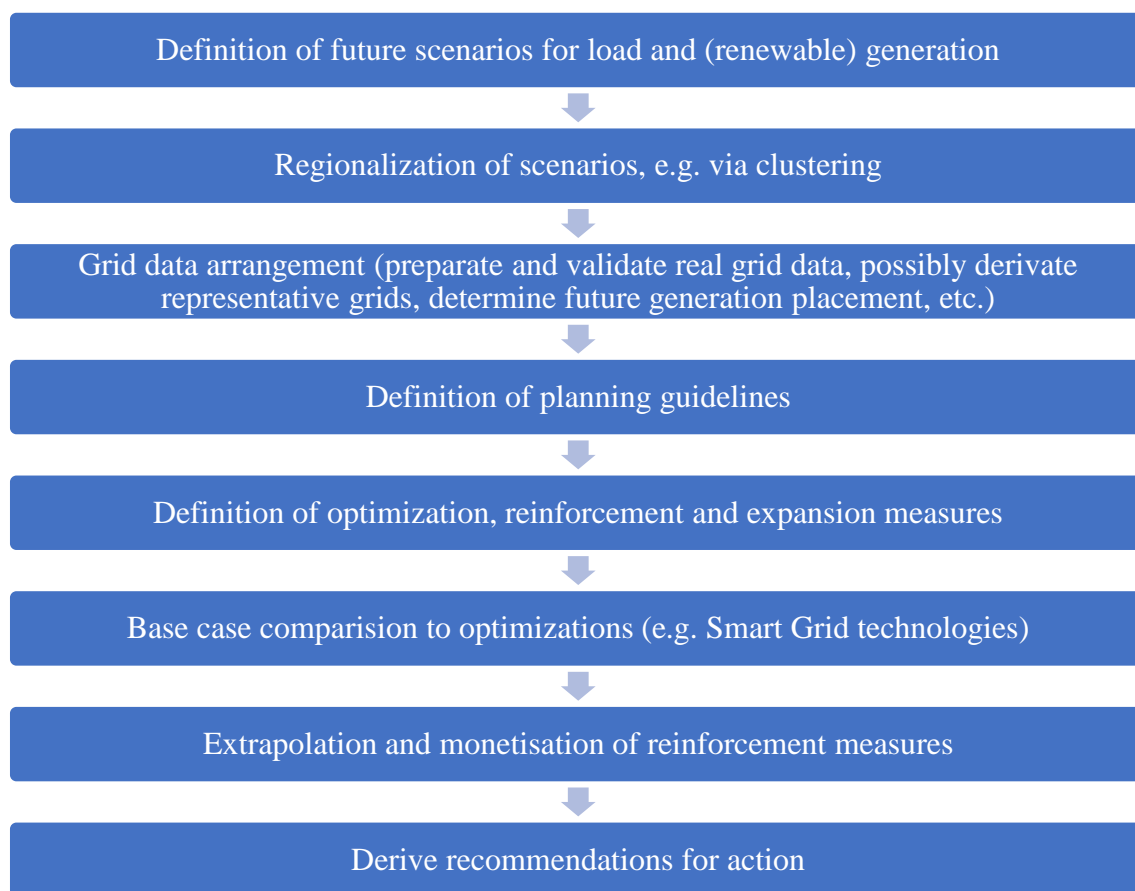 Definition of future scenarios for load and (renewable) generation
Regionalization of scenarios, e.g. via clustering
Grid data arrangement (preparate and validate real grid data, possibly derivate
representative grids, determine future generation placement, etc.)
Definition of planning guidelines
Definition of optimization, reinforcement and expansion measures
Base case comparision to optimizations (e.g. Smart Grid technologies)
Extrapolation and monetisation of reinforcement measures
Derive recommendations for action